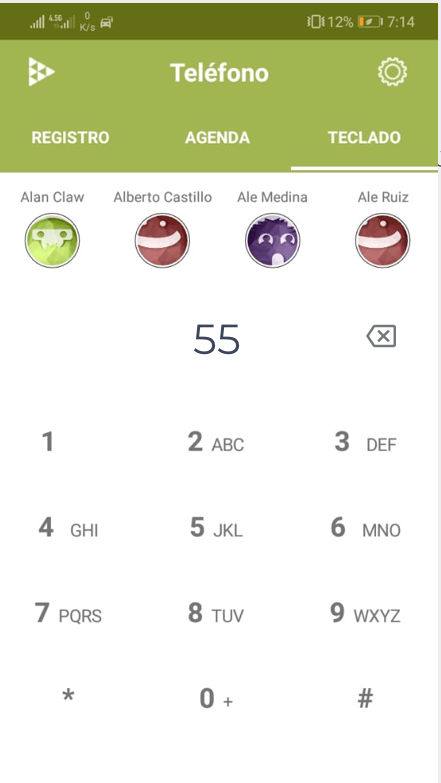 4.5G 0 K/s 12% 7:14
Teléfono
REGISTRO AGENDA TECLADO
Alan Claw Alberto Castillo Ale Medina Ale Ruiz
55
1 2 ABC 3 DEF
4 GHI 5 JKL 6 MNO
7 PQRS 8 TUV 9 WXYZ
* 0 + #